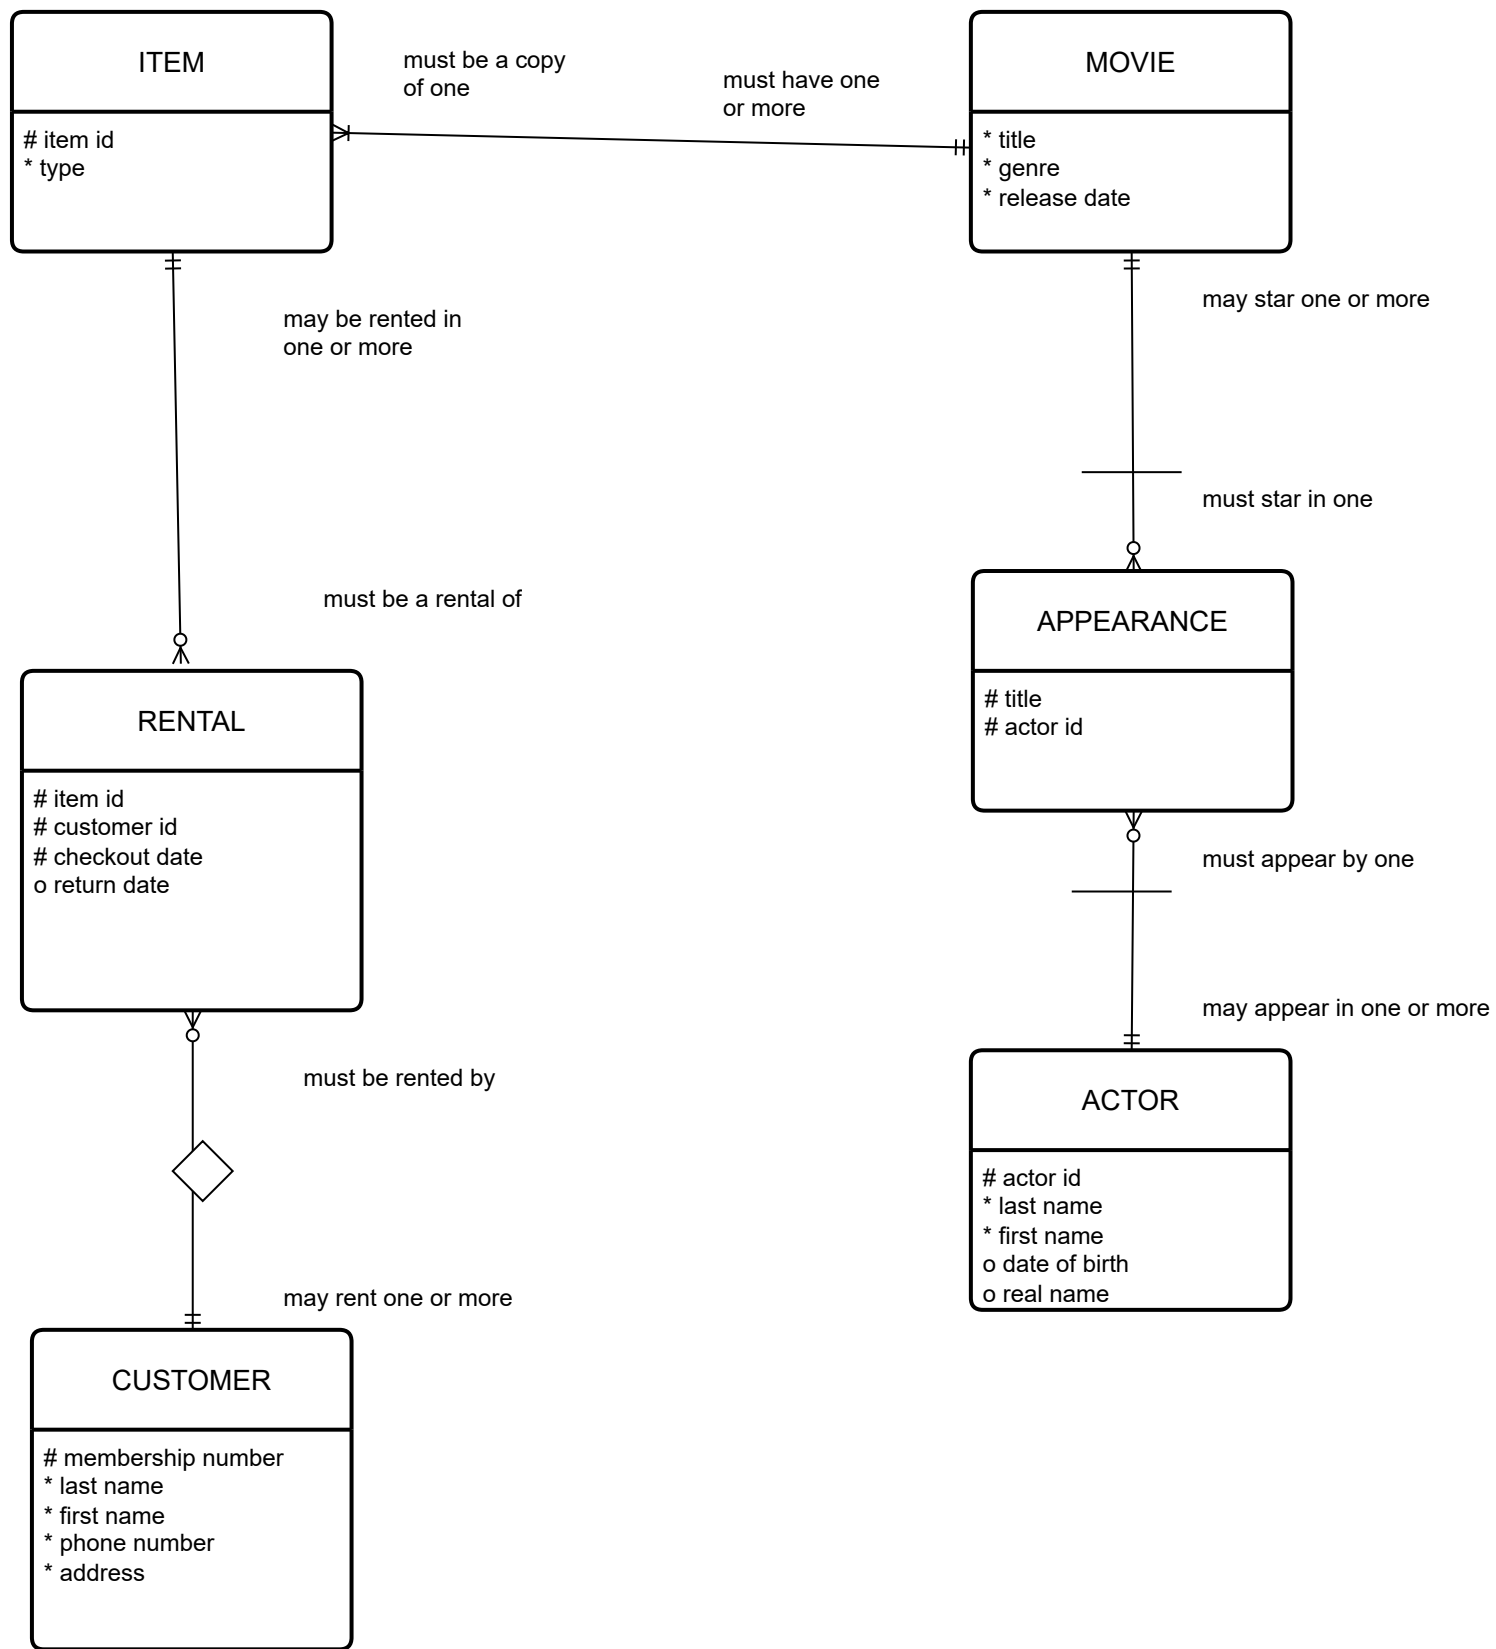 ITEM
# item id
* type
must be a copy
of one
must have one
or more
MOVIE
* title
* genre
* release date
may be rented in
one or more
must be a rental of
may star one or more
must star in one
RENTAL
# item id
# customer id
# checkout date
o return date
APPEARANCE
# title
# actor id
must be rented by
may rent one or more
must appear by one
may appear in one or more
CUSTOMER
# membership number
* last name
* first name
* phone number
* address
ACTOR
# actor id
* last name
* first name
o date of birth
o real name